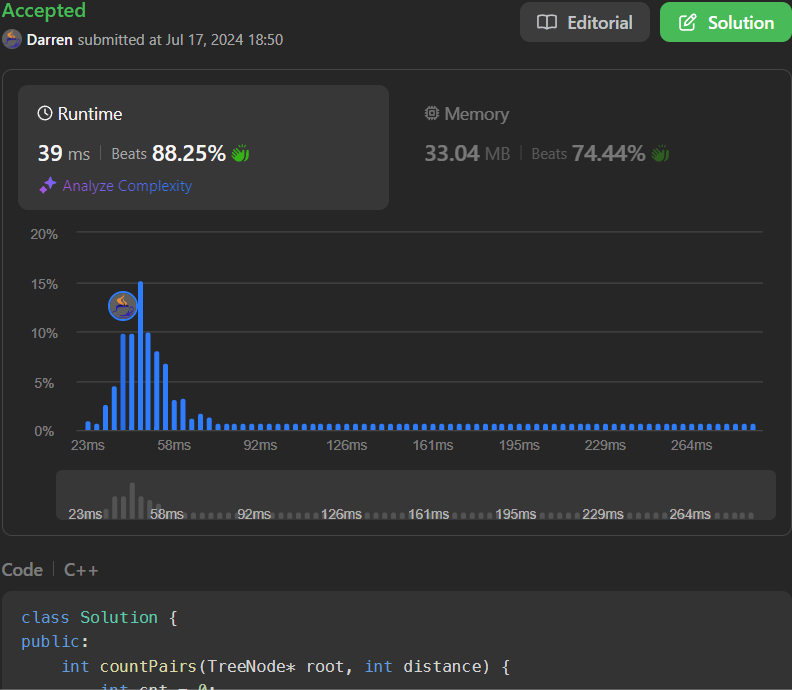 Accepted
Editorial
Solution
Darren submitted at Jul 17, 2024 18:50
Runtime
39 ms | Beats 88.25%
Analyze Complexity
Memory
33.04 MB | Beats 74.44%
20%
15%
10%
5%
0%
23ms 58ms 92ms 126ms 161ms 195ms 229ms 264ms
23ms 58ms 92ms 126ms 161ms 195ms 229ms 264ms
Code | C++
class Solution {
public:
int countPairs(TreeNode* root, int distance) {
int cnt = 0;